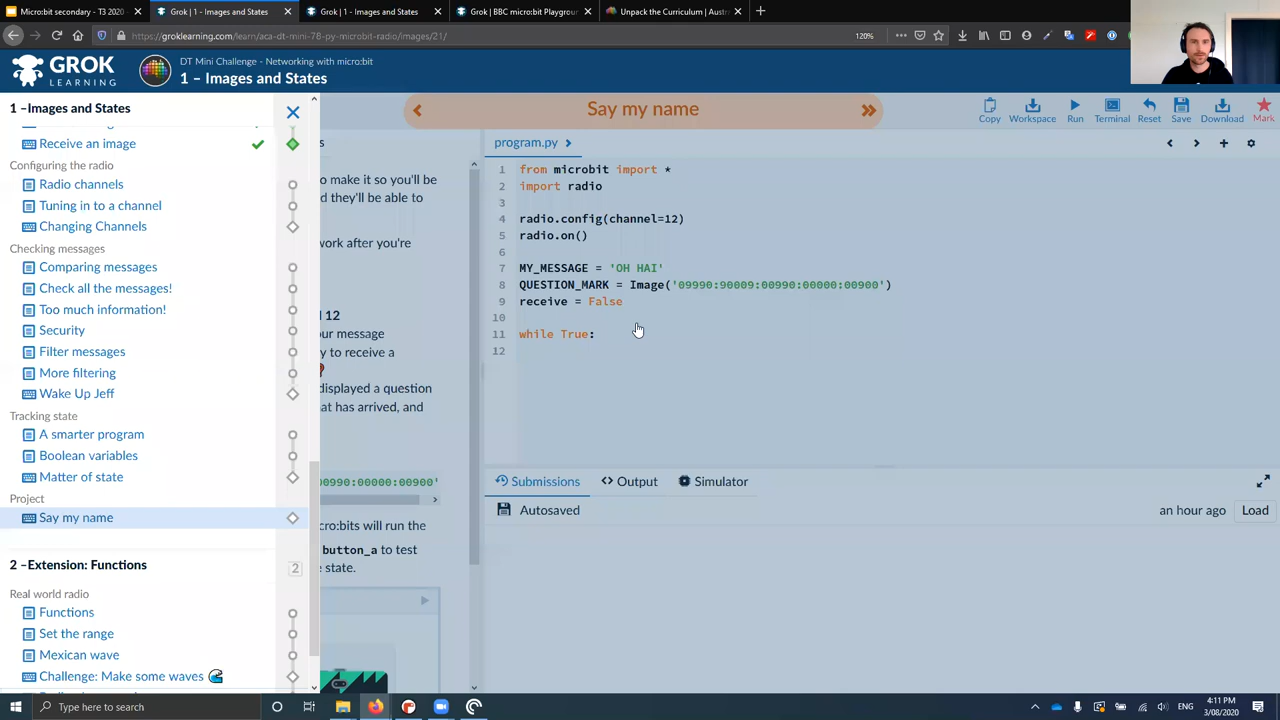 Micro:bit Semaphore - T3 2020
Grok | 1 - Images and States
Grok | 1 - Images and States
Grok | BBC micro:bit Playgrou
Unpack the Curriculum | Aust
https://groklearning.com/learn/aca-dt-mini-78-py-microbit-radio/images/21/
120%
GROK
LEARNING
DT Mini Challenge - Networking with micro:bit
1 – Images and States
1 –Images and States
Receive an image
Configuring the radio
Radio channels
Tuning in to a channel
Changing Channels
Checking messages
Comparing messages
Check all the messages!
Too much information!
Security
Filter messages
More filtering
Wake Up Jeff
Tracking state
A smarter program
Boolean variables
Matter of state
Project
Say my name
2 –Extension: Functions
2
Real world radio
Functions
Set the range
Mexican wave
Challenge: Make some waves
Say my name
Copy
Workspace
Run
Terminal
Reset
Save
Download
Mark
s
o make it so you'll be
d they'll be able to
work after you're
12
our message
y to receive a
displayed a question
at has arrived, and
00990:00000:00900'
cro:bits will run the
button_a to test
e state.
program.py
1 from microbit import *
2 import radio
3
4 radio.config(channel=12)
5 radio.on()
6
7 MY_MESSAGE = 'OH HAI'
8 QUESTION_MARK = Image('09990:90009:00990:00000:00900')
9 receive = False
10
11 while True:
12
Submissions
Output
Simulator
Autosaved
an hour ago
Load
Type here to search
4:11 PM
3/08/2020